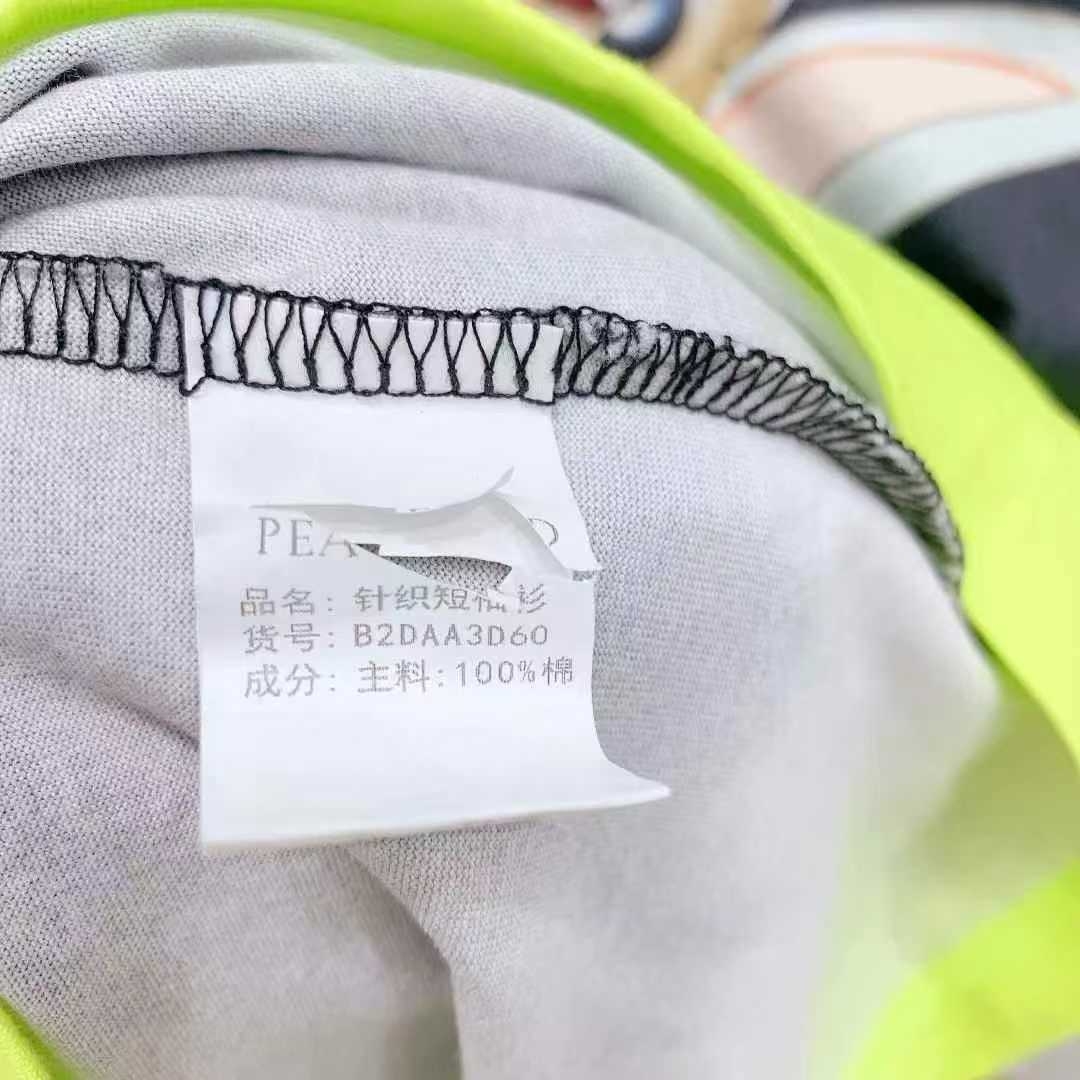 PEA D
品名: 针织短袖衫
货号: B2DAA3D60
成分: 主料: 100%棉